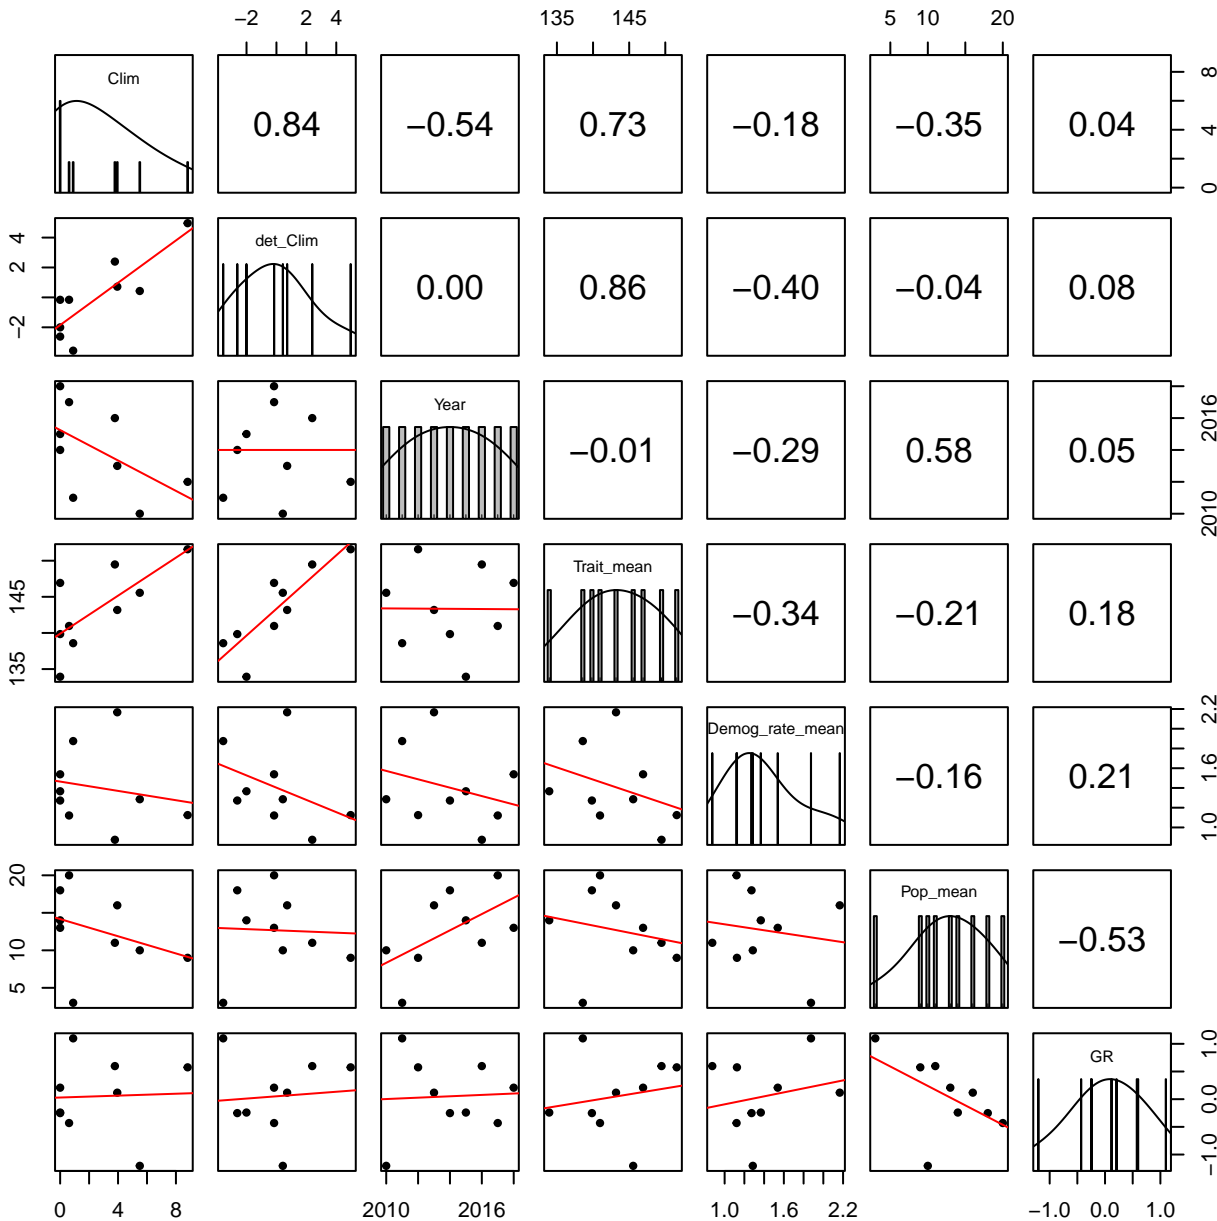 −2 2 4 135 145 5 10 20
Clim 0.84 −0.54 0.73 −0.18 −0.35 0.04 0 4 8
−2 2 4 det_Clim 0.00 0.86 −0.40 −0.04 0.08
Year −0.01 −0.29 0.58 0.05 2010 2016
135 145 Trait_mean −0.34 −0.21 0.18
Demog_rate_mean −0.16 0.21 1.0 1.6 2.2
5 10 20 Pop_mean −0.53
GR −1.0 0.0 1.0
0 4 8 2010 2016 1.0 1.6 2.2 −1.0 0.0 1.0